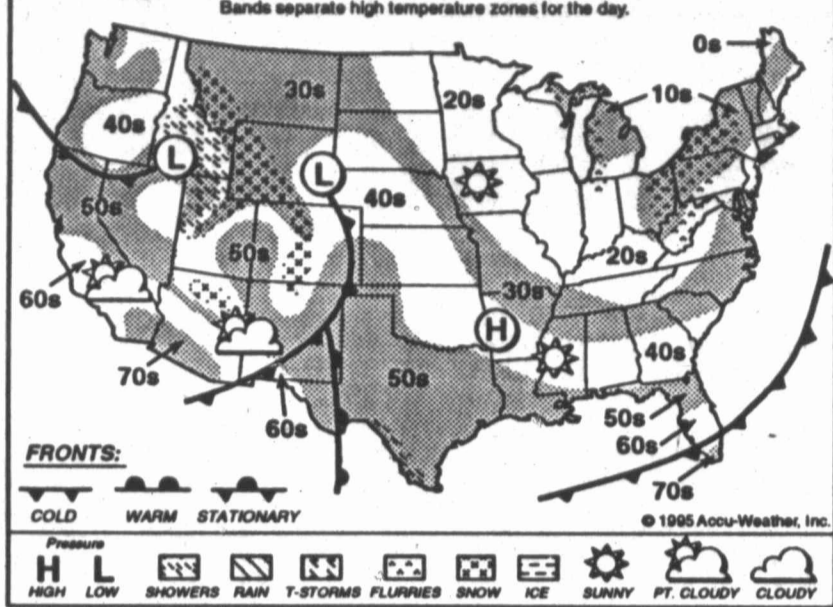 Bands separate high temperature zones for the day.
0s
30s
20s
10s
40s
L
L
40s
50s
50s
20s
60s
30s
H
40s
70s
50s
60s
50s
60s
70s
FRONTS:
COLD WARM STATIONARY
© 1995 Accu-Weather, Inc.
Pressure
H L
HIGH LOW SHOWERS RAIN T-STORMS FLURRIES SNOW ICE SUNNY PT. CLOUDY CLOUDY